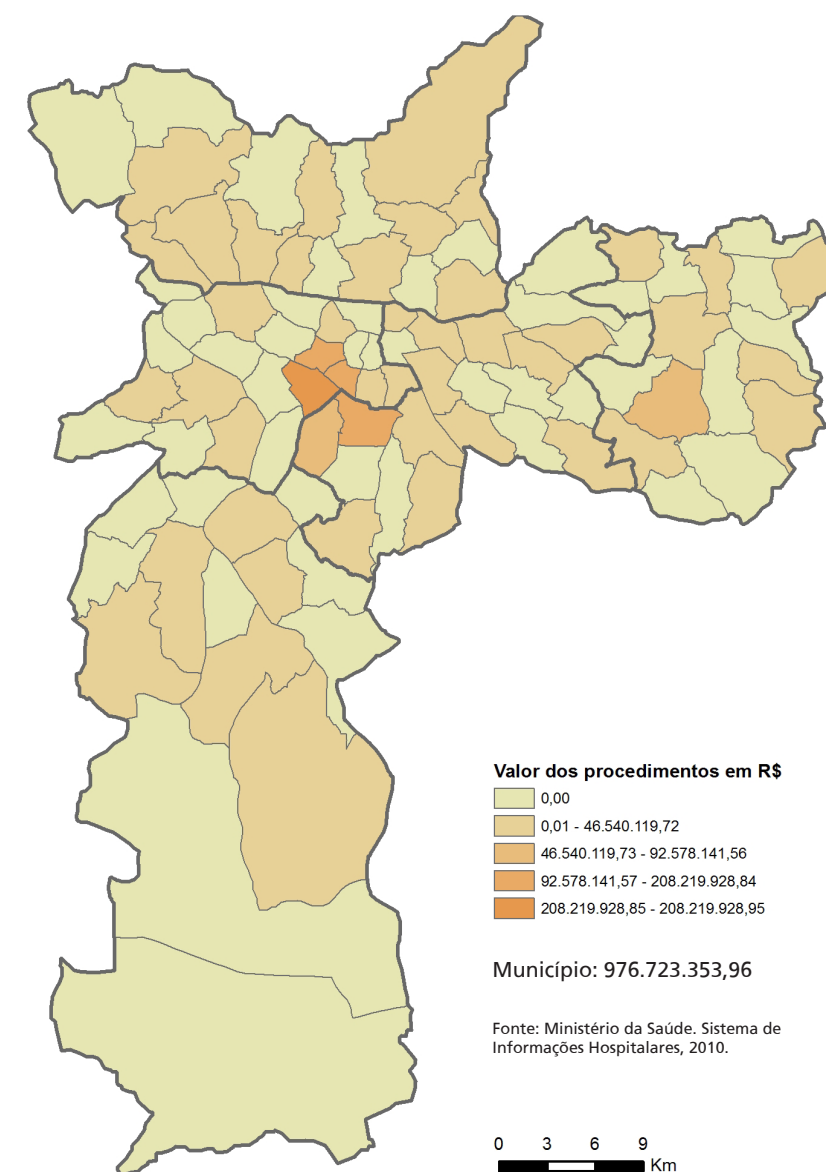 Valor dos procedimentos em R$
0,00
0,01 - 46.540.119,72
46.540.119,73 - 92.578.141,56
92.578.141,57 - 208.219.928,84
208.219.928,85 - 208.219.928,95
Município: 976.723.353,96
Fonte: Ministério da Saúde. Sistema de
Informações Hospitalares, 2010.
0 3 6 9
Km